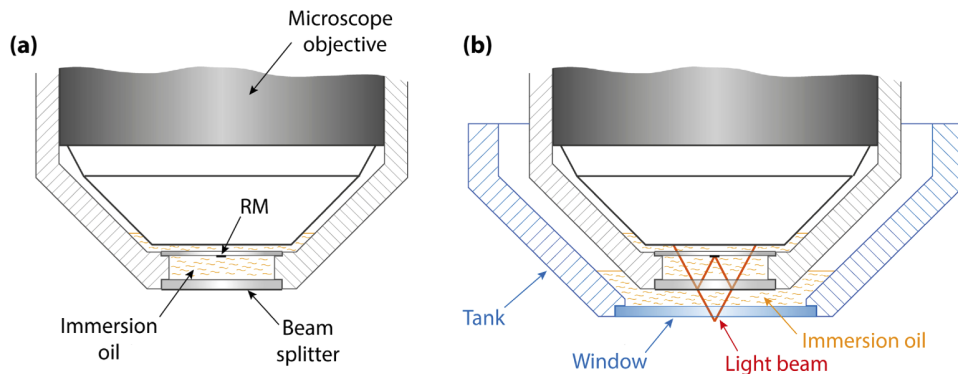 (a)
Microscope
objective
RM
Immersion
oil
Beam
splitter
(b)
Tank
Window
Light beam
Immersion oil